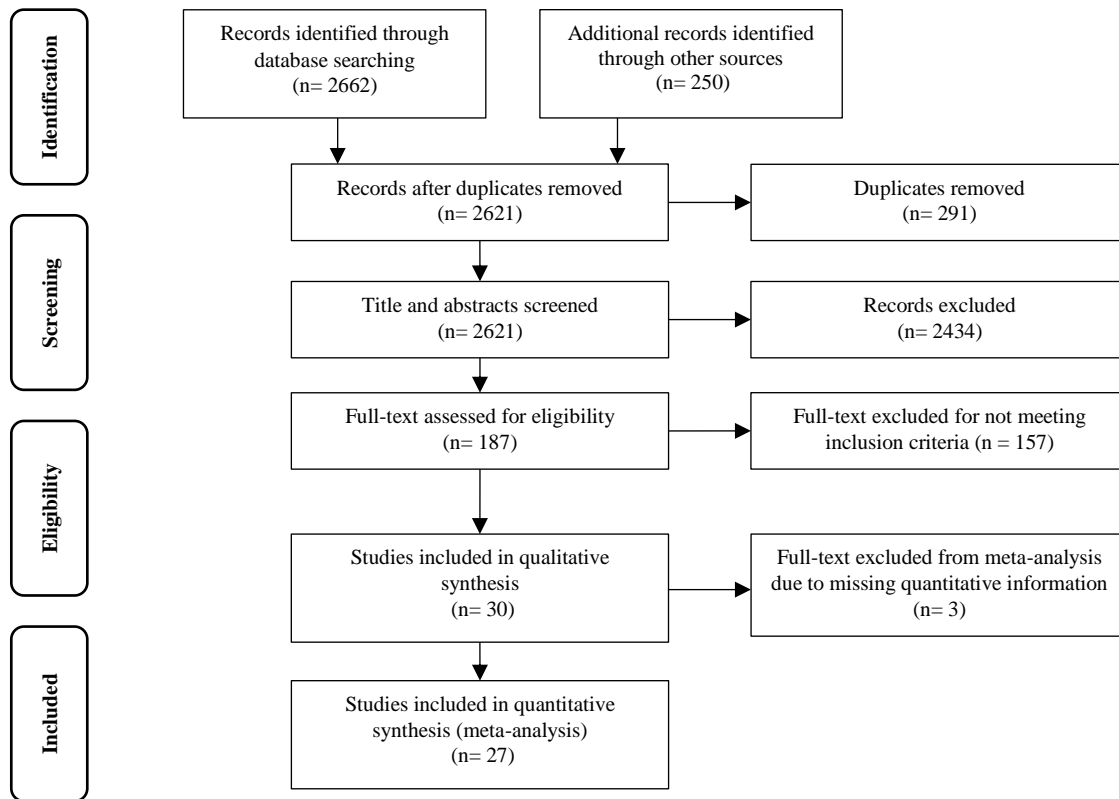 Identification
Records identified through
database searching
(n= 2662)
Additional records identified
through other sources
(n= 250)
Records after duplicates removed
(n= 2621)
Duplicates removed
(n= 291)
Screening
Title and abstracts screened
(n= 2621)
Records excluded
(n= 2434)
Full-text assessed for eligibility
(n= 187)
Full-text excluded for not meeting
inclusion criteria (n = 157)
Eligibility
Studies included in qualitative
synthesis
(n= 30)
Full-text excluded from meta-analysis
due to missing quantitative information
(n= 3)
Included
Studies included in quantitative
synthesis (meta-analysis)
(n= 27)